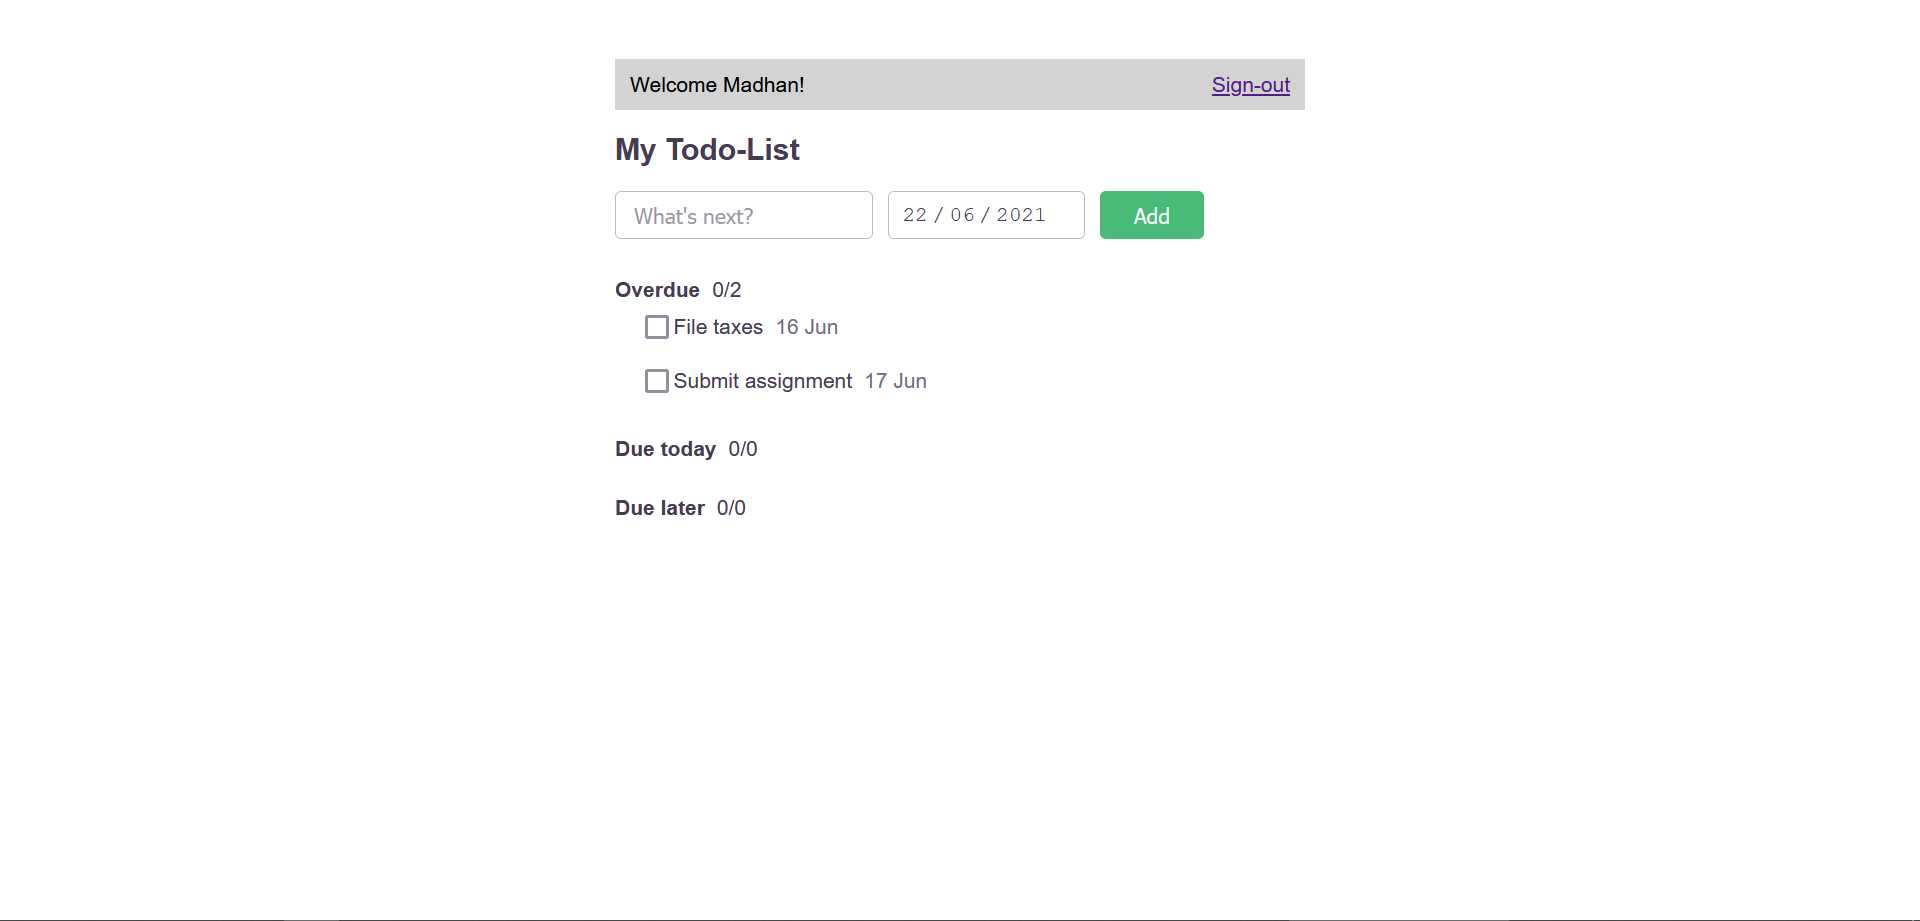 Welcome Madhan! Sign-out
My Todo-List
What's next? 22 / 06 / 2021 Add
Overdue 0/2
File taxes 16 Jun
Submit assignment 17 Jun
Due today 0/0
Due later 0/0